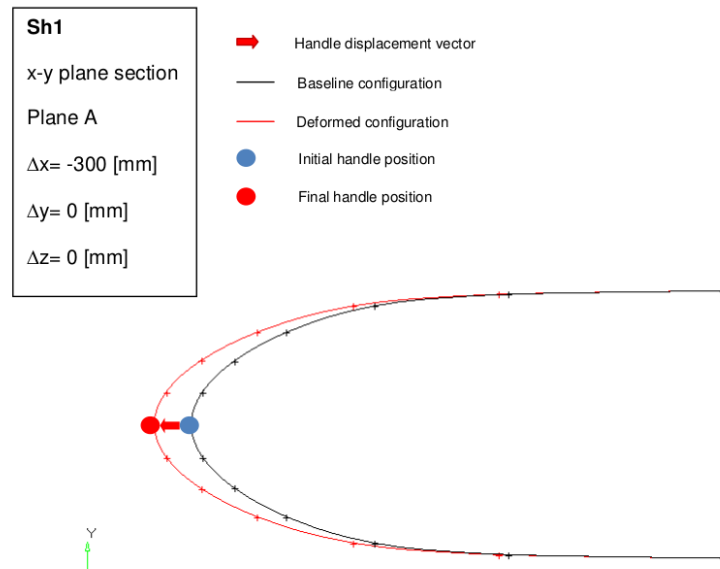 Sh1
x-y plane section
Plane A
Δx= -300 [mm]
Δy= 0 [mm]
Δz= 0 [mm]
Handle displacement vector
Baseline configuration
Deformed configuration
Initial handle position
Final handle position
Y